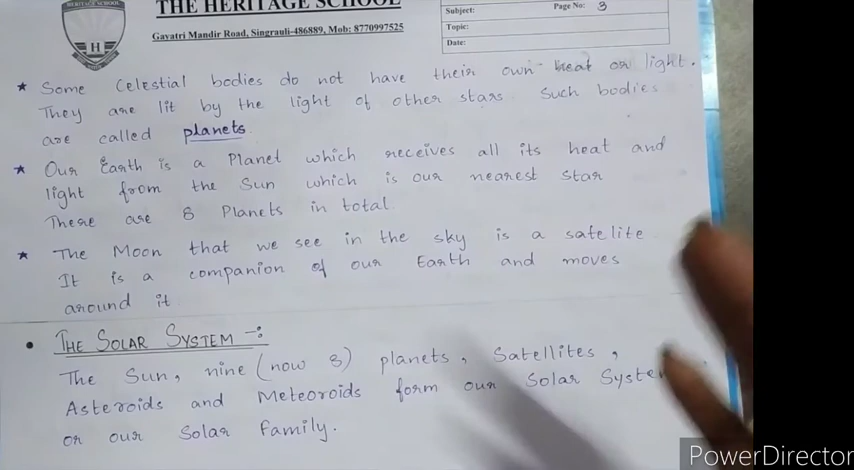 THE HERITAGE SCHOOL
Gayatri Mandir Road, Singrauli-486889, Mob: 8770997525
HERITAGE SCHOOL
H
Subject:
Page No: 3
Topic:
Date:
★ Some Celestial bodies do not have their own heat or light.
They are lit by the light of other stars Such bodies
are called planets
★ Our Earth is a Planet which receives all its heat and
light from the Sun which is our nearest star
There are 8 Planets in total
★ The Moon that we see in the sky is a satelite
It is a companion of our Earth and moves
around it
• THE SOLAR SYSTEM -:
The Sun, nine (now 8) planets, Satellites,
Asteroids and Meteoroids form our Solar System
or our Solar Family.
PowerDirector